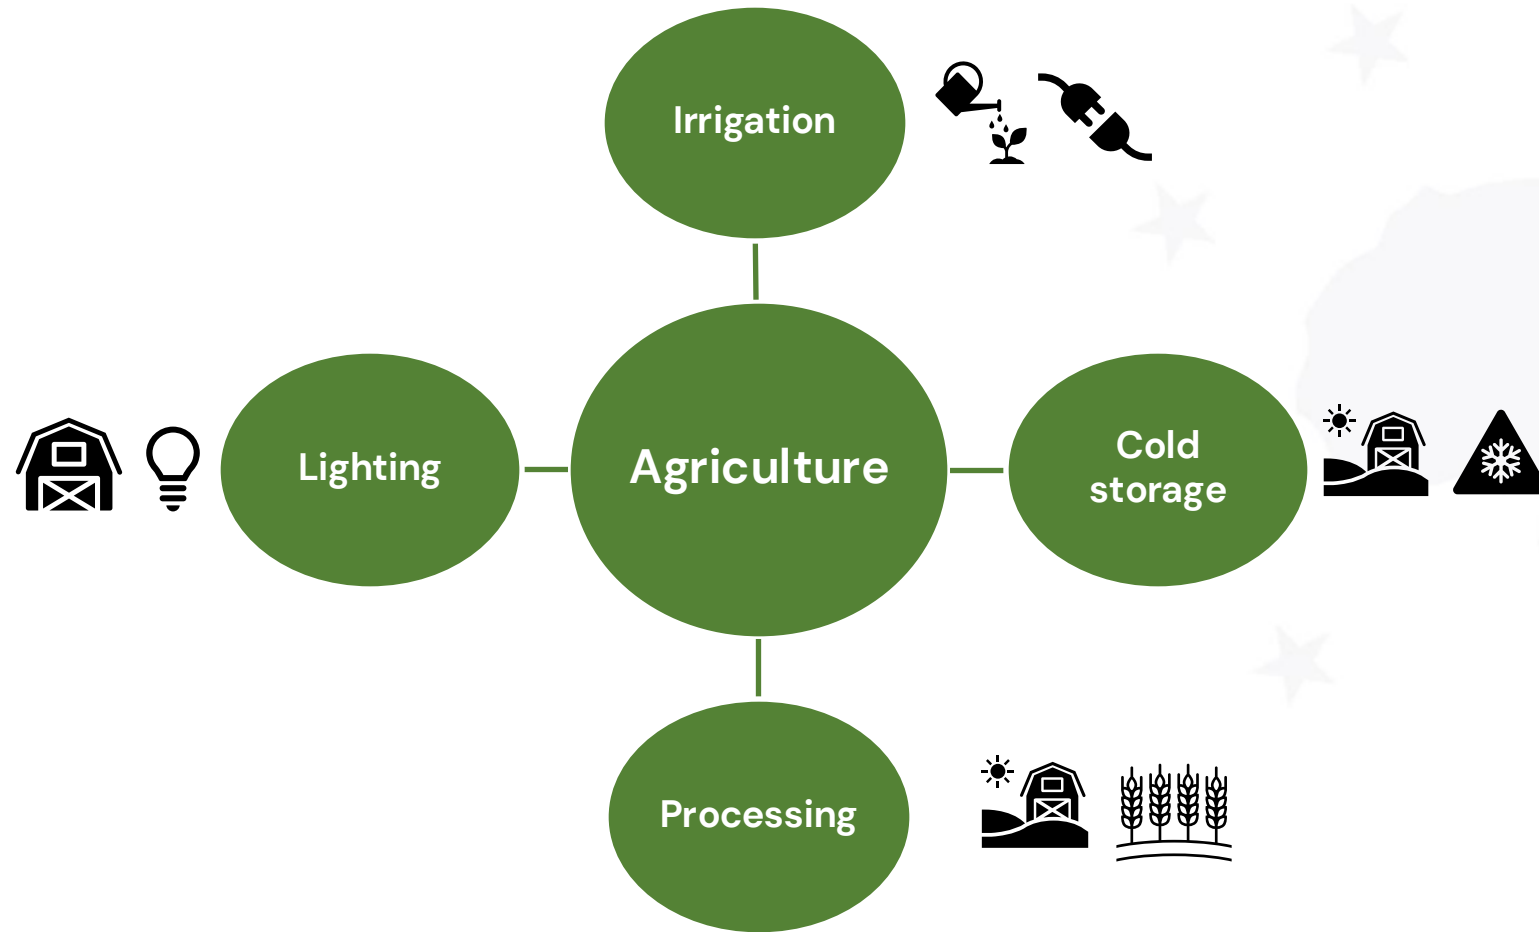 Irrigation
Lighting
Agriculture
Cold
storage
Processing